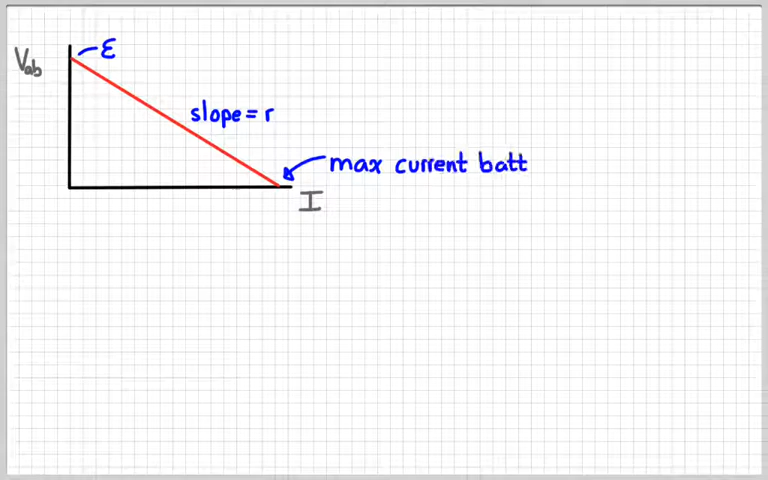 ε
Vab
slope = r
max current batt
I